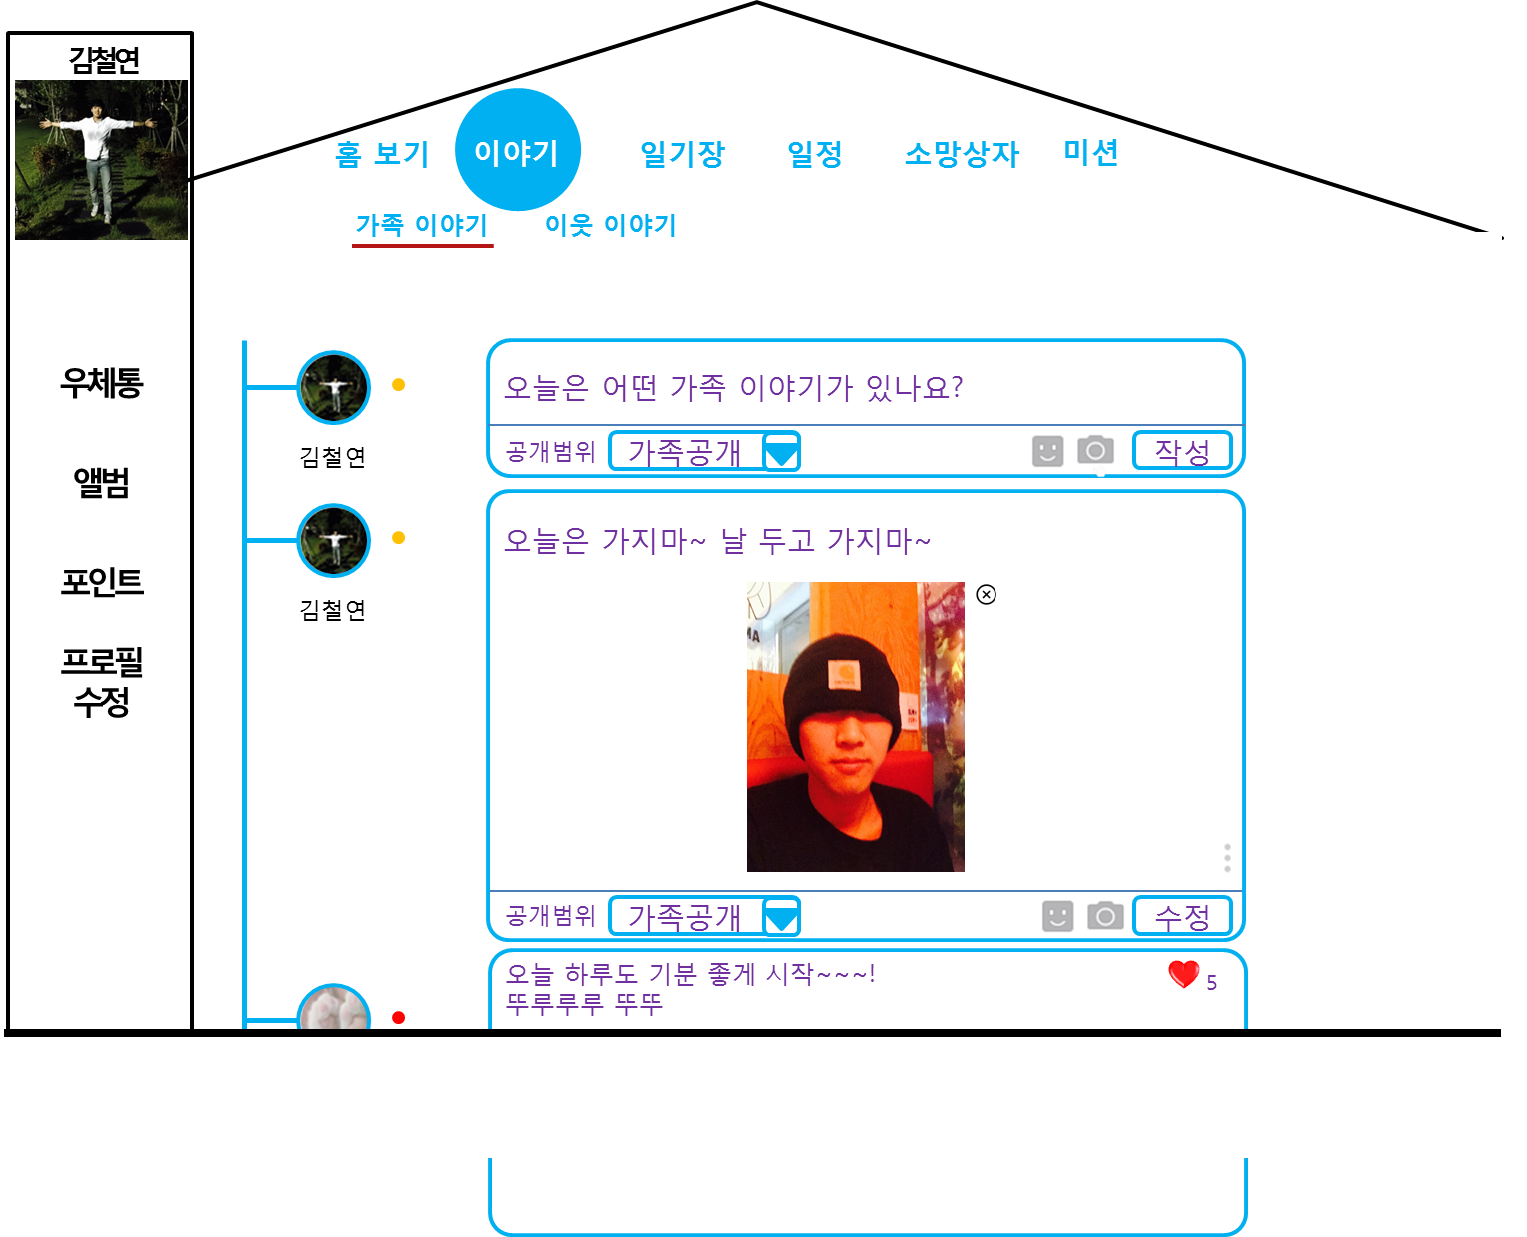 김철연
홈 보기
이야기
일기장
일정
소망상자
미션
가족 이야기
이웃 이야기
우체통
앨범
포인트
프로필
수정
김철연
오늘은 어떤 가족 이야기가 있나요?
공개범위
가족공개
작성
김철연
오늘은 가지마~ 날 두고 가지마~
MA
공개범위
가족공개
수정
오늘 하루도 기분 좋게 시작~~~!
뚜루루루 뚜뚜
5